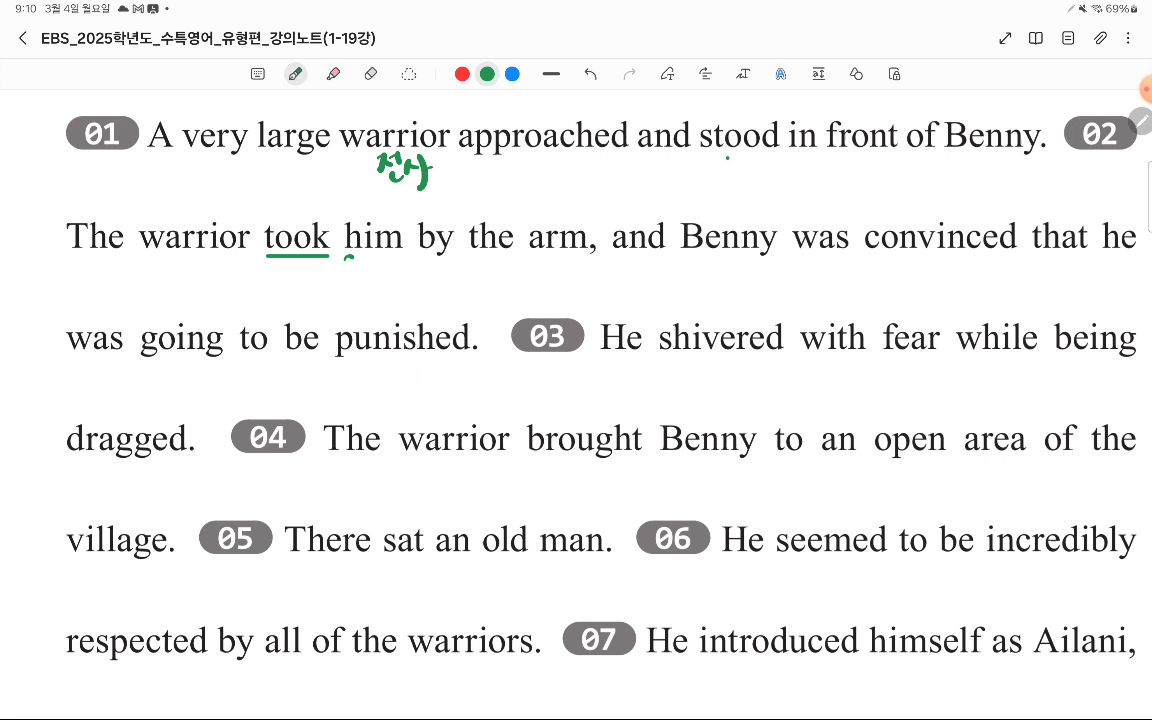 9:10 3월 4일 월요일
69%
EBS_2025학년도_수특영어_유형편_강의노트(1-19강)
01 A very large warrior approached and stood in front of Benny. 02
전사
The warrior took him by the arm, and Benny was convinced that he
was going to be punished. 03 He shivered with fear while being
dragged. 04 The warrior brought Benny to an open area of the
village. 05 There sat an old man. 06 He seemed to be incredibly
respected by all of the warriors. 07 He introduced himself as Ailani,